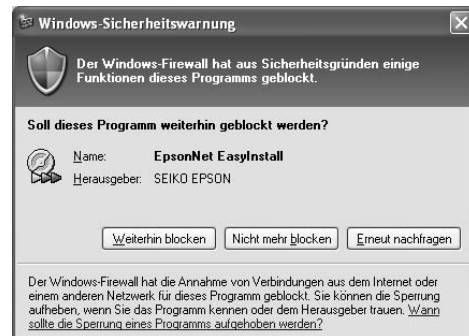 Windows-Sicherheitswarnung
Der Windows-Firewall hat aus Sicherheitsgründen einige
Funktionen dieses Programms geblockt.
Soll dieses Programm weiterhin geblockt werden?
Name: EpsonNet EasyInstall
Herausgeber: SEIKO EPSON
Weiterhin blocken Nicht mehr blocken Erneut nachfragen
Der Windows-Firewall hat die Annahme von Verbindungen aus dem Internet oder
einem anderen Netzwerk für dieses Programm geblockt. Sie können die Sperrung
aufheben, wenn Sie das Programm kennen oder dem Herausgeber trauen. Wann
sollte die Sperrung eines Programms aufgehoben werden?